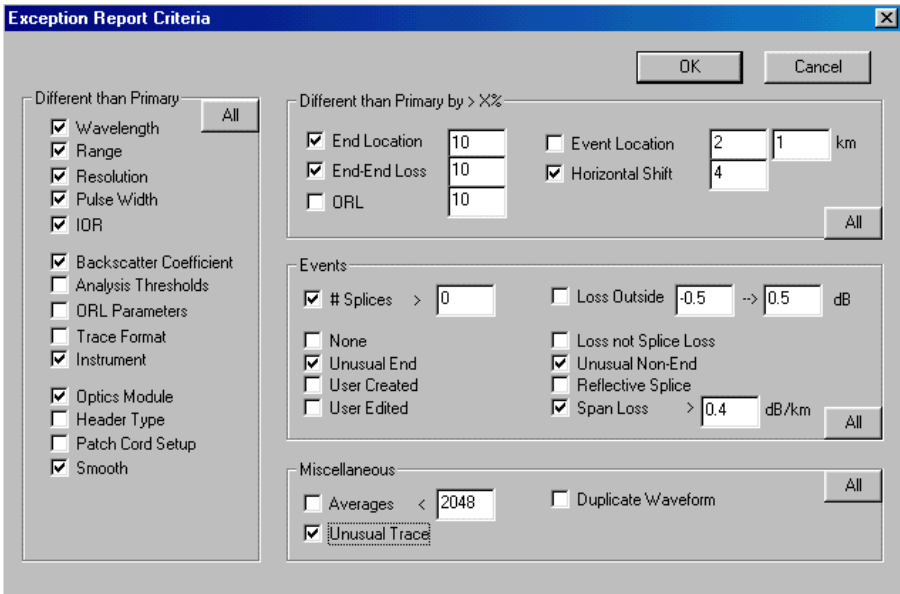 Exception Report Criteria
OK
Cancel
Different than Primary
All
Wavelength
Range
Resolution
Pulse Width
IOR
Backscatter Coefficient
Analysis Thresholds
ORL Parameters
Trace Format
Instrument
Optics Module
Header Type
Patch Cord Setup
Smooth
Different than Primary by > X%
End Location 10
End-End Loss 10
ORL 10
Event Location 2 1 km
Horizontal Shift 4
All
Events
# Splices > 0
Loss Outside -0.5 --> 0.5 dB
None
Unusual End
User Created
User Edited
Loss not Splice Loss
Unusual Non-End
Reflective Splice
Span Loss > 0.4 dB/km
All
Miscellaneous
All
Averages < 2048
Duplicate Waveform
Unusual Trace